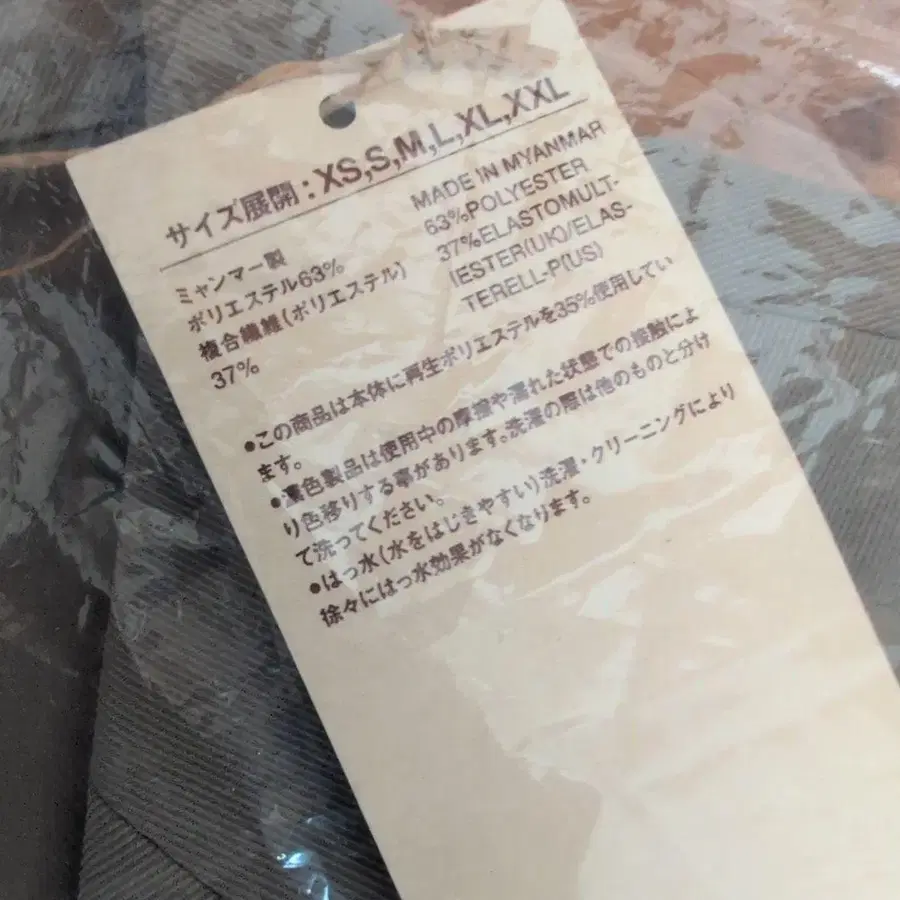 サイズ展開：XS,S,M,L,XL,XXL
ミャンマー製
ポリエステル63%
複合繊維(ポリエステル)
37%
MADE IN MYANMAR
63%POLYESTER
37%ELASTOMULT-
IESTER(UK)/ELAS-
TERELL-P(US)
●この商品は本体に再生ポリエステルを35%使用してい
ます。
●濃色製品は使用中の摩擦や濡れた状態での接触によ
り色移りする事があります。洗濯の際は他のものと分け
て洗ってください。
●はっ水(水をはじきやすい)洗濯・クリーニングにより
徐々にはっ水効果がなくなります。